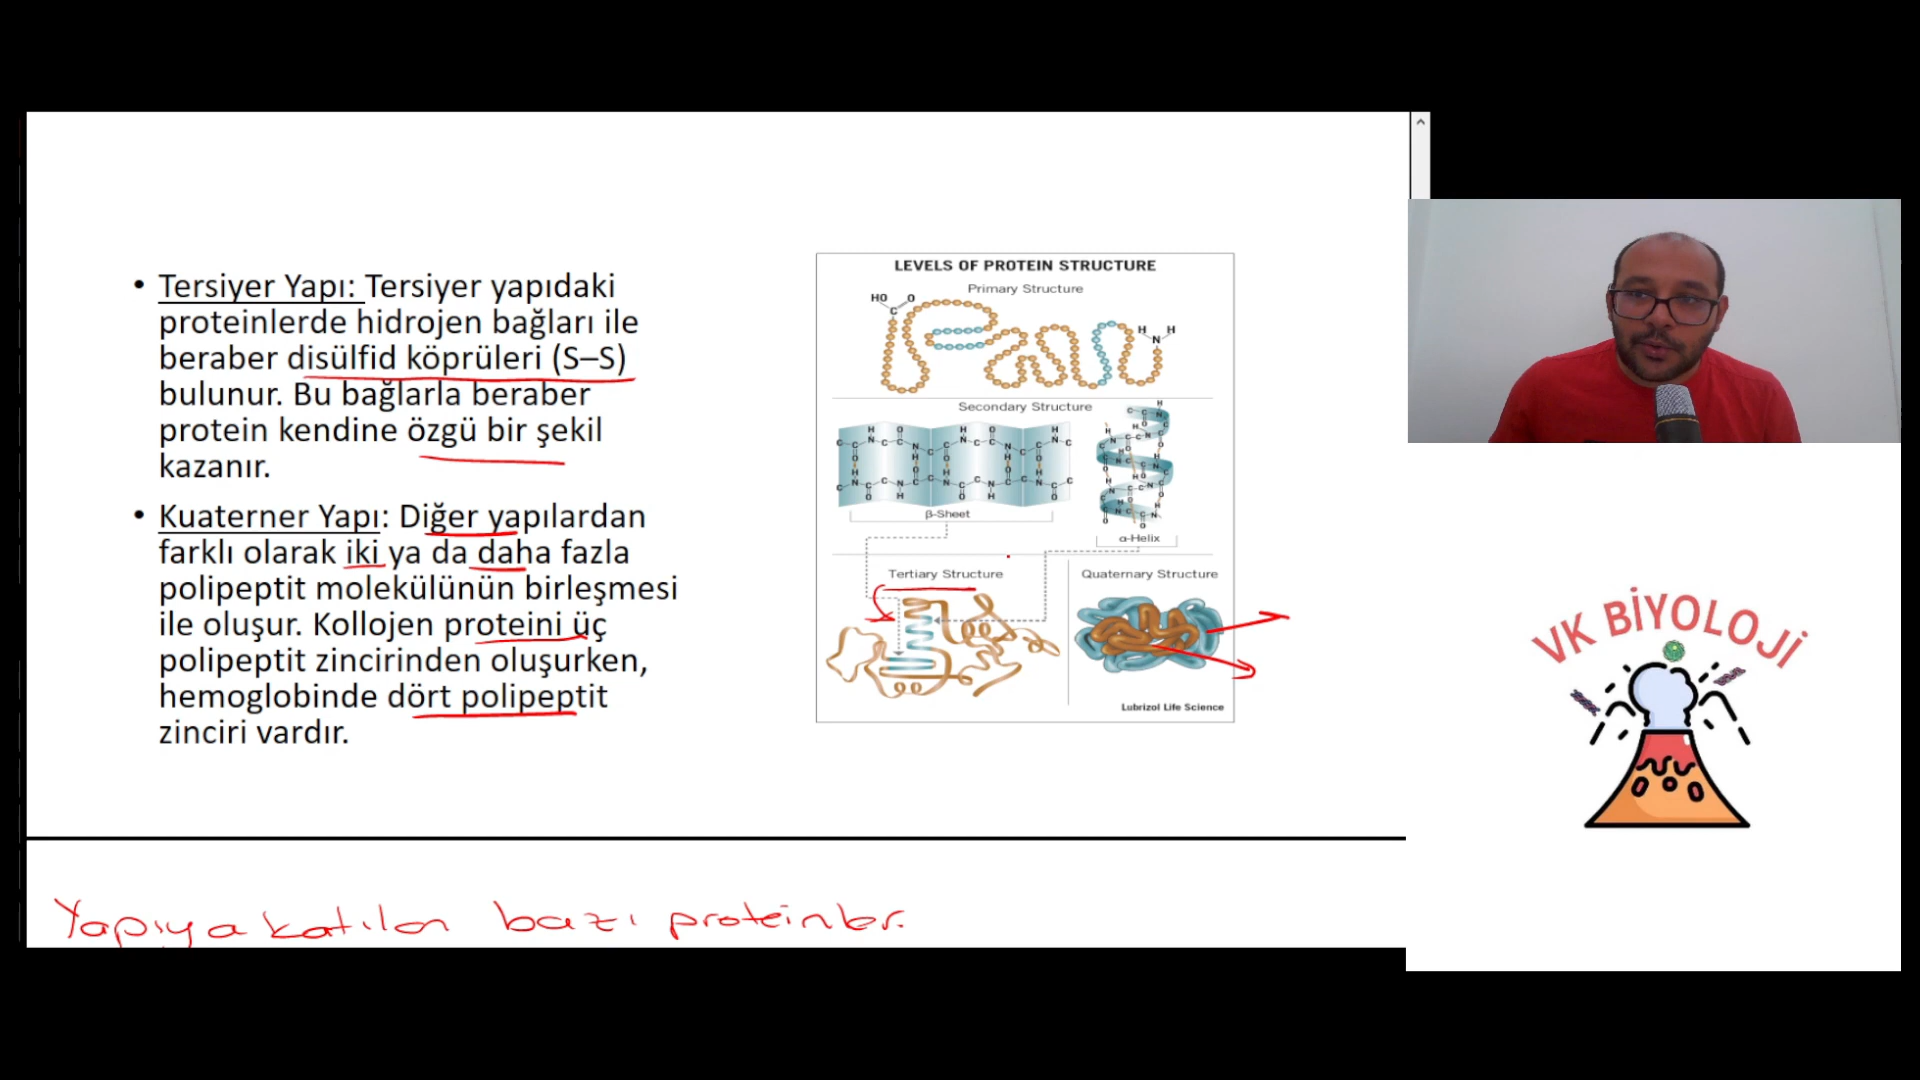 • Tersiyer Yapı: Tersiyer yapıdaki
proteinlerde hidrojen bağları ile
beraber disülfid köprüleri (S–S)
bulunur. Bu bağlarla beraber
protein kendine özgü bir şekil
kazanır.
• Kuaterner Yapı: Diğer yapılardan
farklı olarak iki ya da daha fazla
polipeptit molekülünün birleşmesi
ile oluşur. Kollojen proteini üç
polipeptit zincirinden oluşurken,
hemoglobinde dört polipeptit
zinciri vardır.
LEVELS OF PROTEIN STRUCTURE
Primary Structure
HO O
C
H H
N
Secondary Structure
β-Sheet
α-Helix
Tertiary Structure
Quaternary Structure
Lubrizol Life Science
VK BİYOLOJİ
Yapıya katılan bazı proteinler.